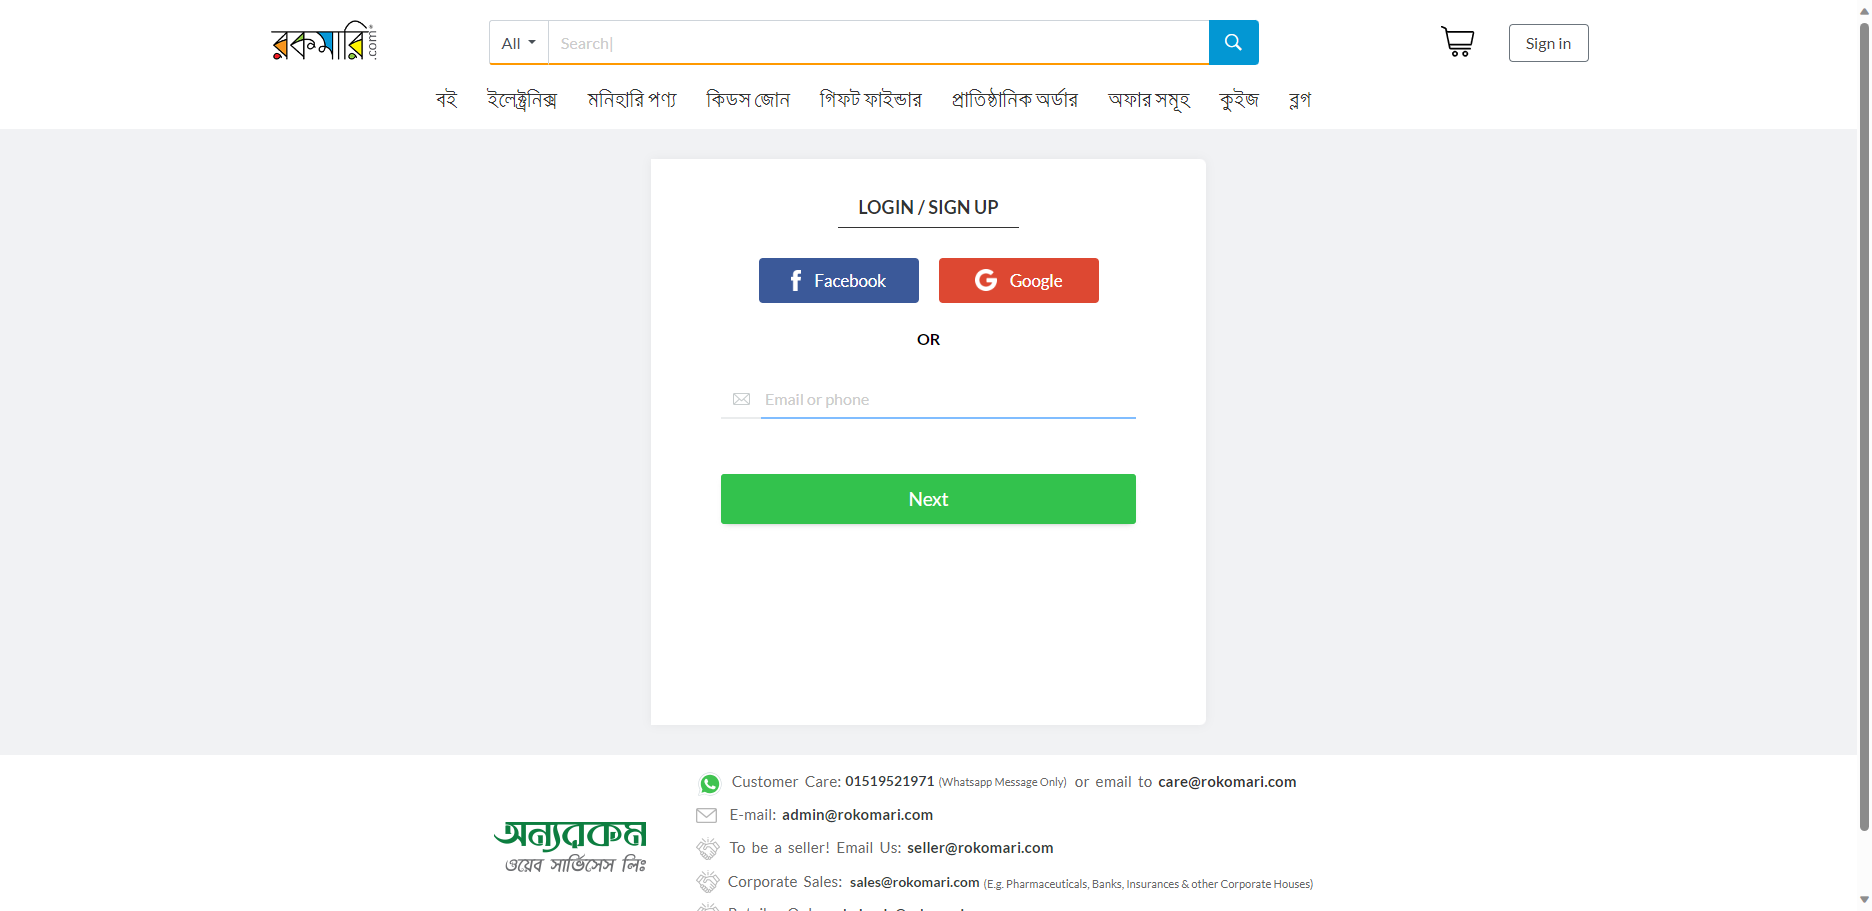 রকমারি.com
All
Search
Sign in
বই ইলেক্ট্রনিক্স মনিহারি পণ্য কিডস জোন গিফট ফাইন্ডার প্রাতিষ্ঠানিক অর্ডার অফার সমূহ কুইজ ব্লগ
LOGIN / SIGN UP
Facebook
Google
OR
Email or phone
Next
Customer Care: 01519521971 (Whatsapp Message Only) or email to care@rokomari.com
E-mail: admin@rokomari.com
অন্যরকম
ওয়েব সার্ভিসেস লিঃ
To be a seller! Email Us: seller@rokomari.com
Corporate Sales: sales@rokomari.com (E.g. Pharmaceuticals, Banks, Insurances & other Corporate Houses)